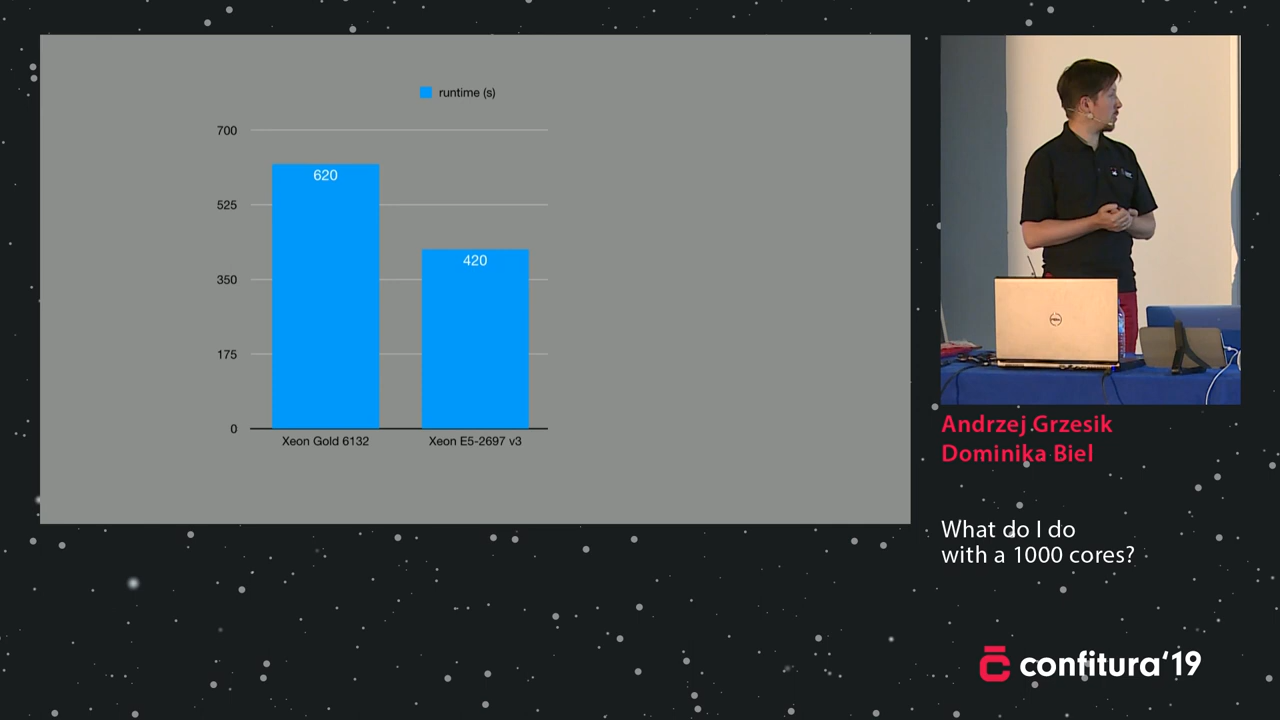 runtime (s)
700
620
525
420
350
175
0
Xeon Gold 6132
Xeon E5-2697 v3
Andrzej Grzesik
Dominika Biel
What do I do
with a 1000 cores?
confitura'19